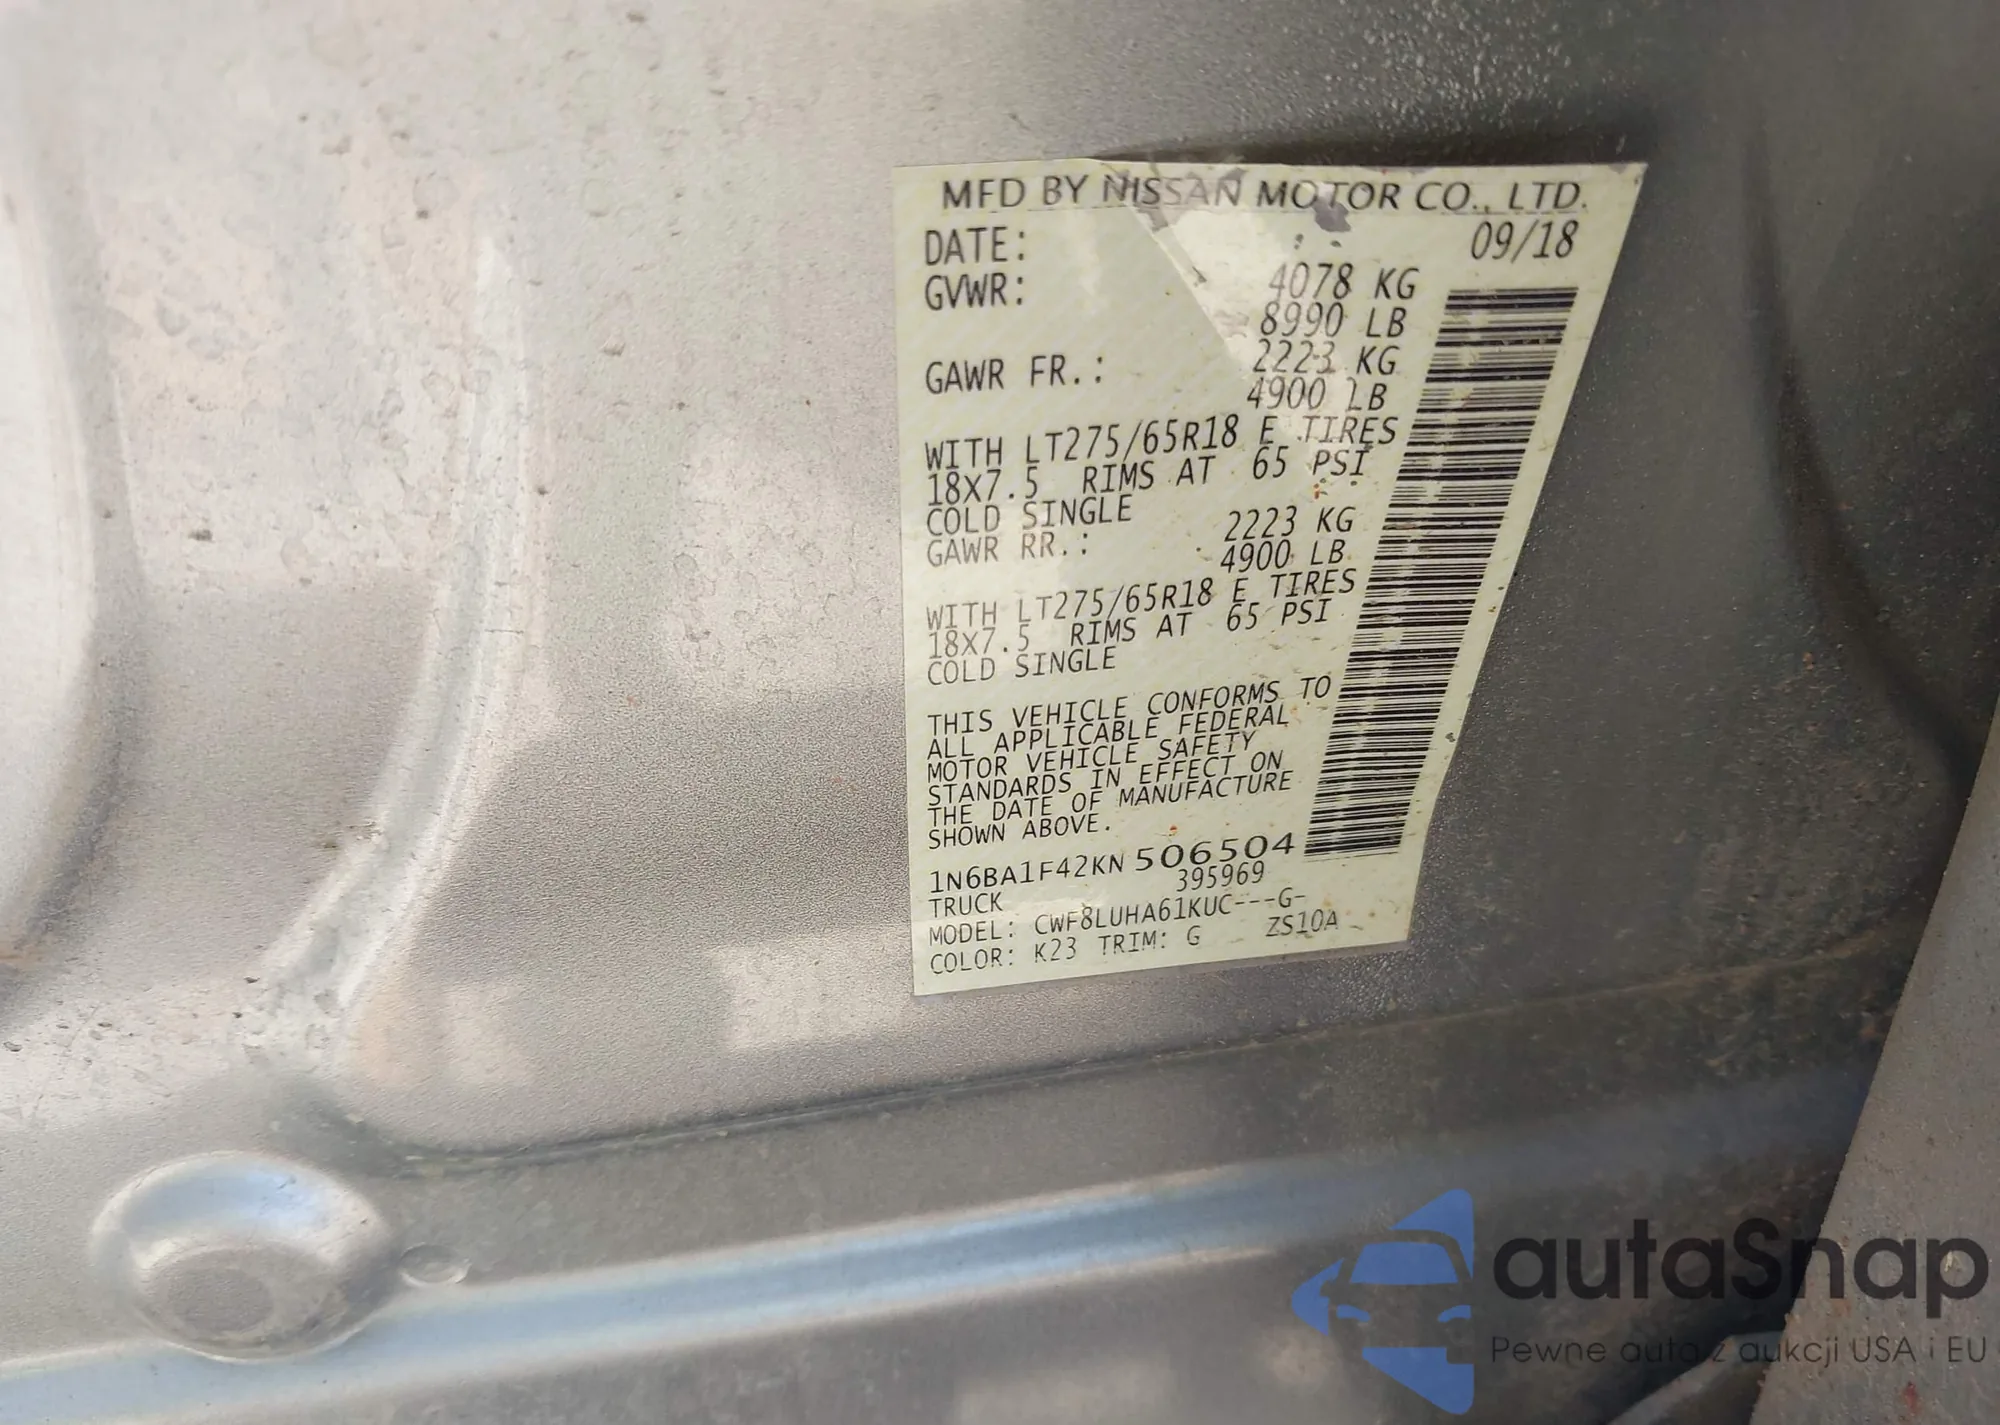 MFD BY NISSAN MOTOR CO., LTD.
DATE: 09/18
GVWR: 4078 KG
8990 LB
GAWR FR.: 2223 KG
4900 LB
WITH LT275/65R18 E TIRES
18X7.5 RIMS AT 65 PSI
COLD SINGLE
GAWR RR.: 2223 KG
4900 LB
WITH LT275/65R18 E TIRES
18X7.5 RIMS AT 65 PSI
COLD SINGLE
THIS VEHICLE CONFORMS TO
ALL APPLICABLE FEDERAL
MOTOR VEHICLE SAFETY
STANDARDS IN EFFECT ON
THE DATE OF MANUFACTURE
SHOWN ABOVE.
1N6BA1F42KN 506504
TRUCK 395969
MODEL: CWF8LUHA61KUC---G-
COLOR: K23 TRIM: G ZS10A
autaSnap
Pewne auta z aukcji USA i EU